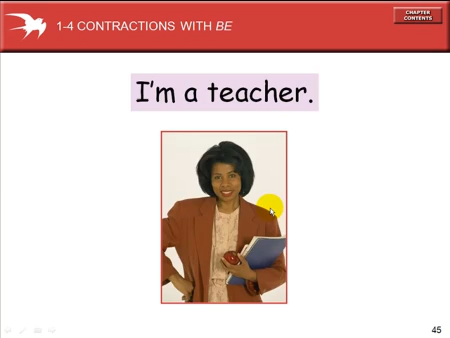 1-4 CONTRACTIONS WITH BE
CHAPTER
CONTENTS
I'm a teacher.
45